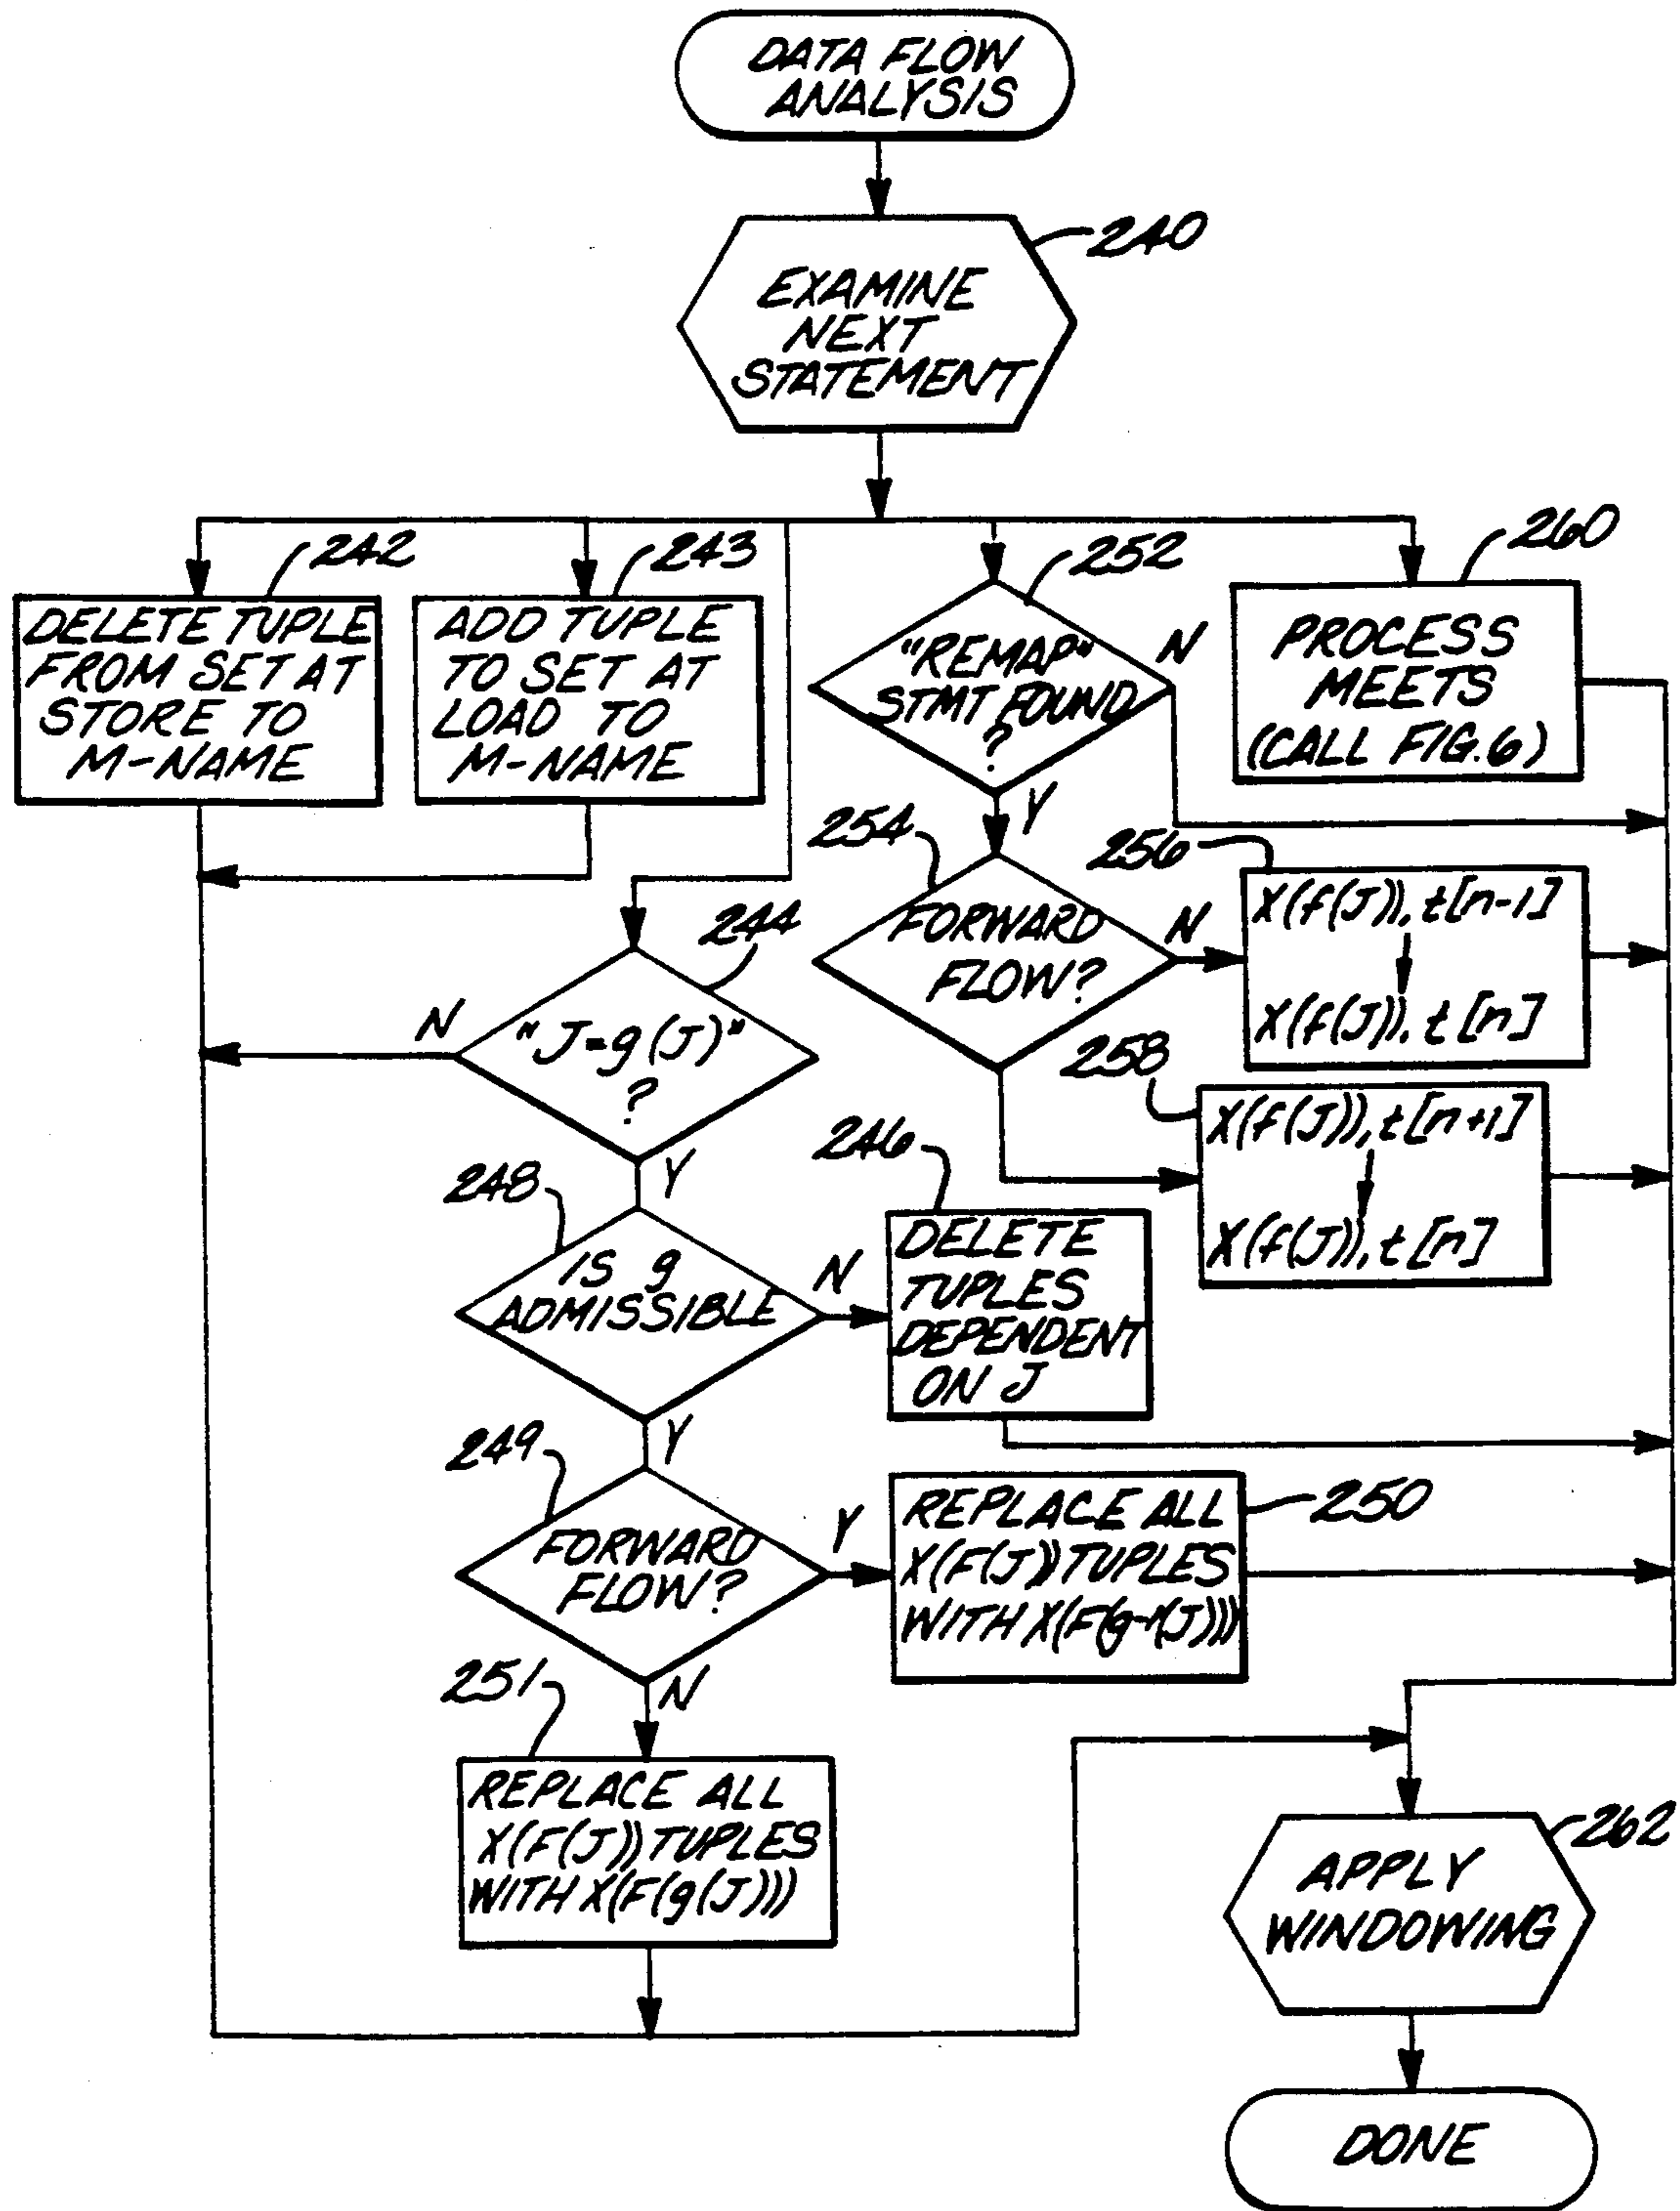 DATA FLOW
ANALYSIS
240
EXAMINE
NEXT
STATEMENT
242
DELETE TUPLE
FROM SET AT
STORE TO
M-NAME
243
ADD TUPLE
TO SET AT
LOAD TO
M-NAME
252
"REMAP"
STMT FOUND
?
N
Y
260
PROCESS
MEETS
(CALL FIG.6)
254
FORWARD
FLOW?
N
256
X(f(J)), t[n-1]
X(f(J)), t[n]
258
X(f(J)), t[n+1]
X(f(J)), t[n]
244
"J=g(J)"
?
N
Y
248
IS g
ADMISSIBLE
N
Y
246
DELETE
TUPLES
DEPENDENT
ON J
249
FORWARD
FLOW?
Y
N
250
REPLACE ALL
X(F(J)) TUPLES
WITH X(F(g-1(J)))
251
REPLACE ALL
X(F(J)) TUPLES
WITH X(F(g(J)))
262
APPLY
WINDOWING
DONE